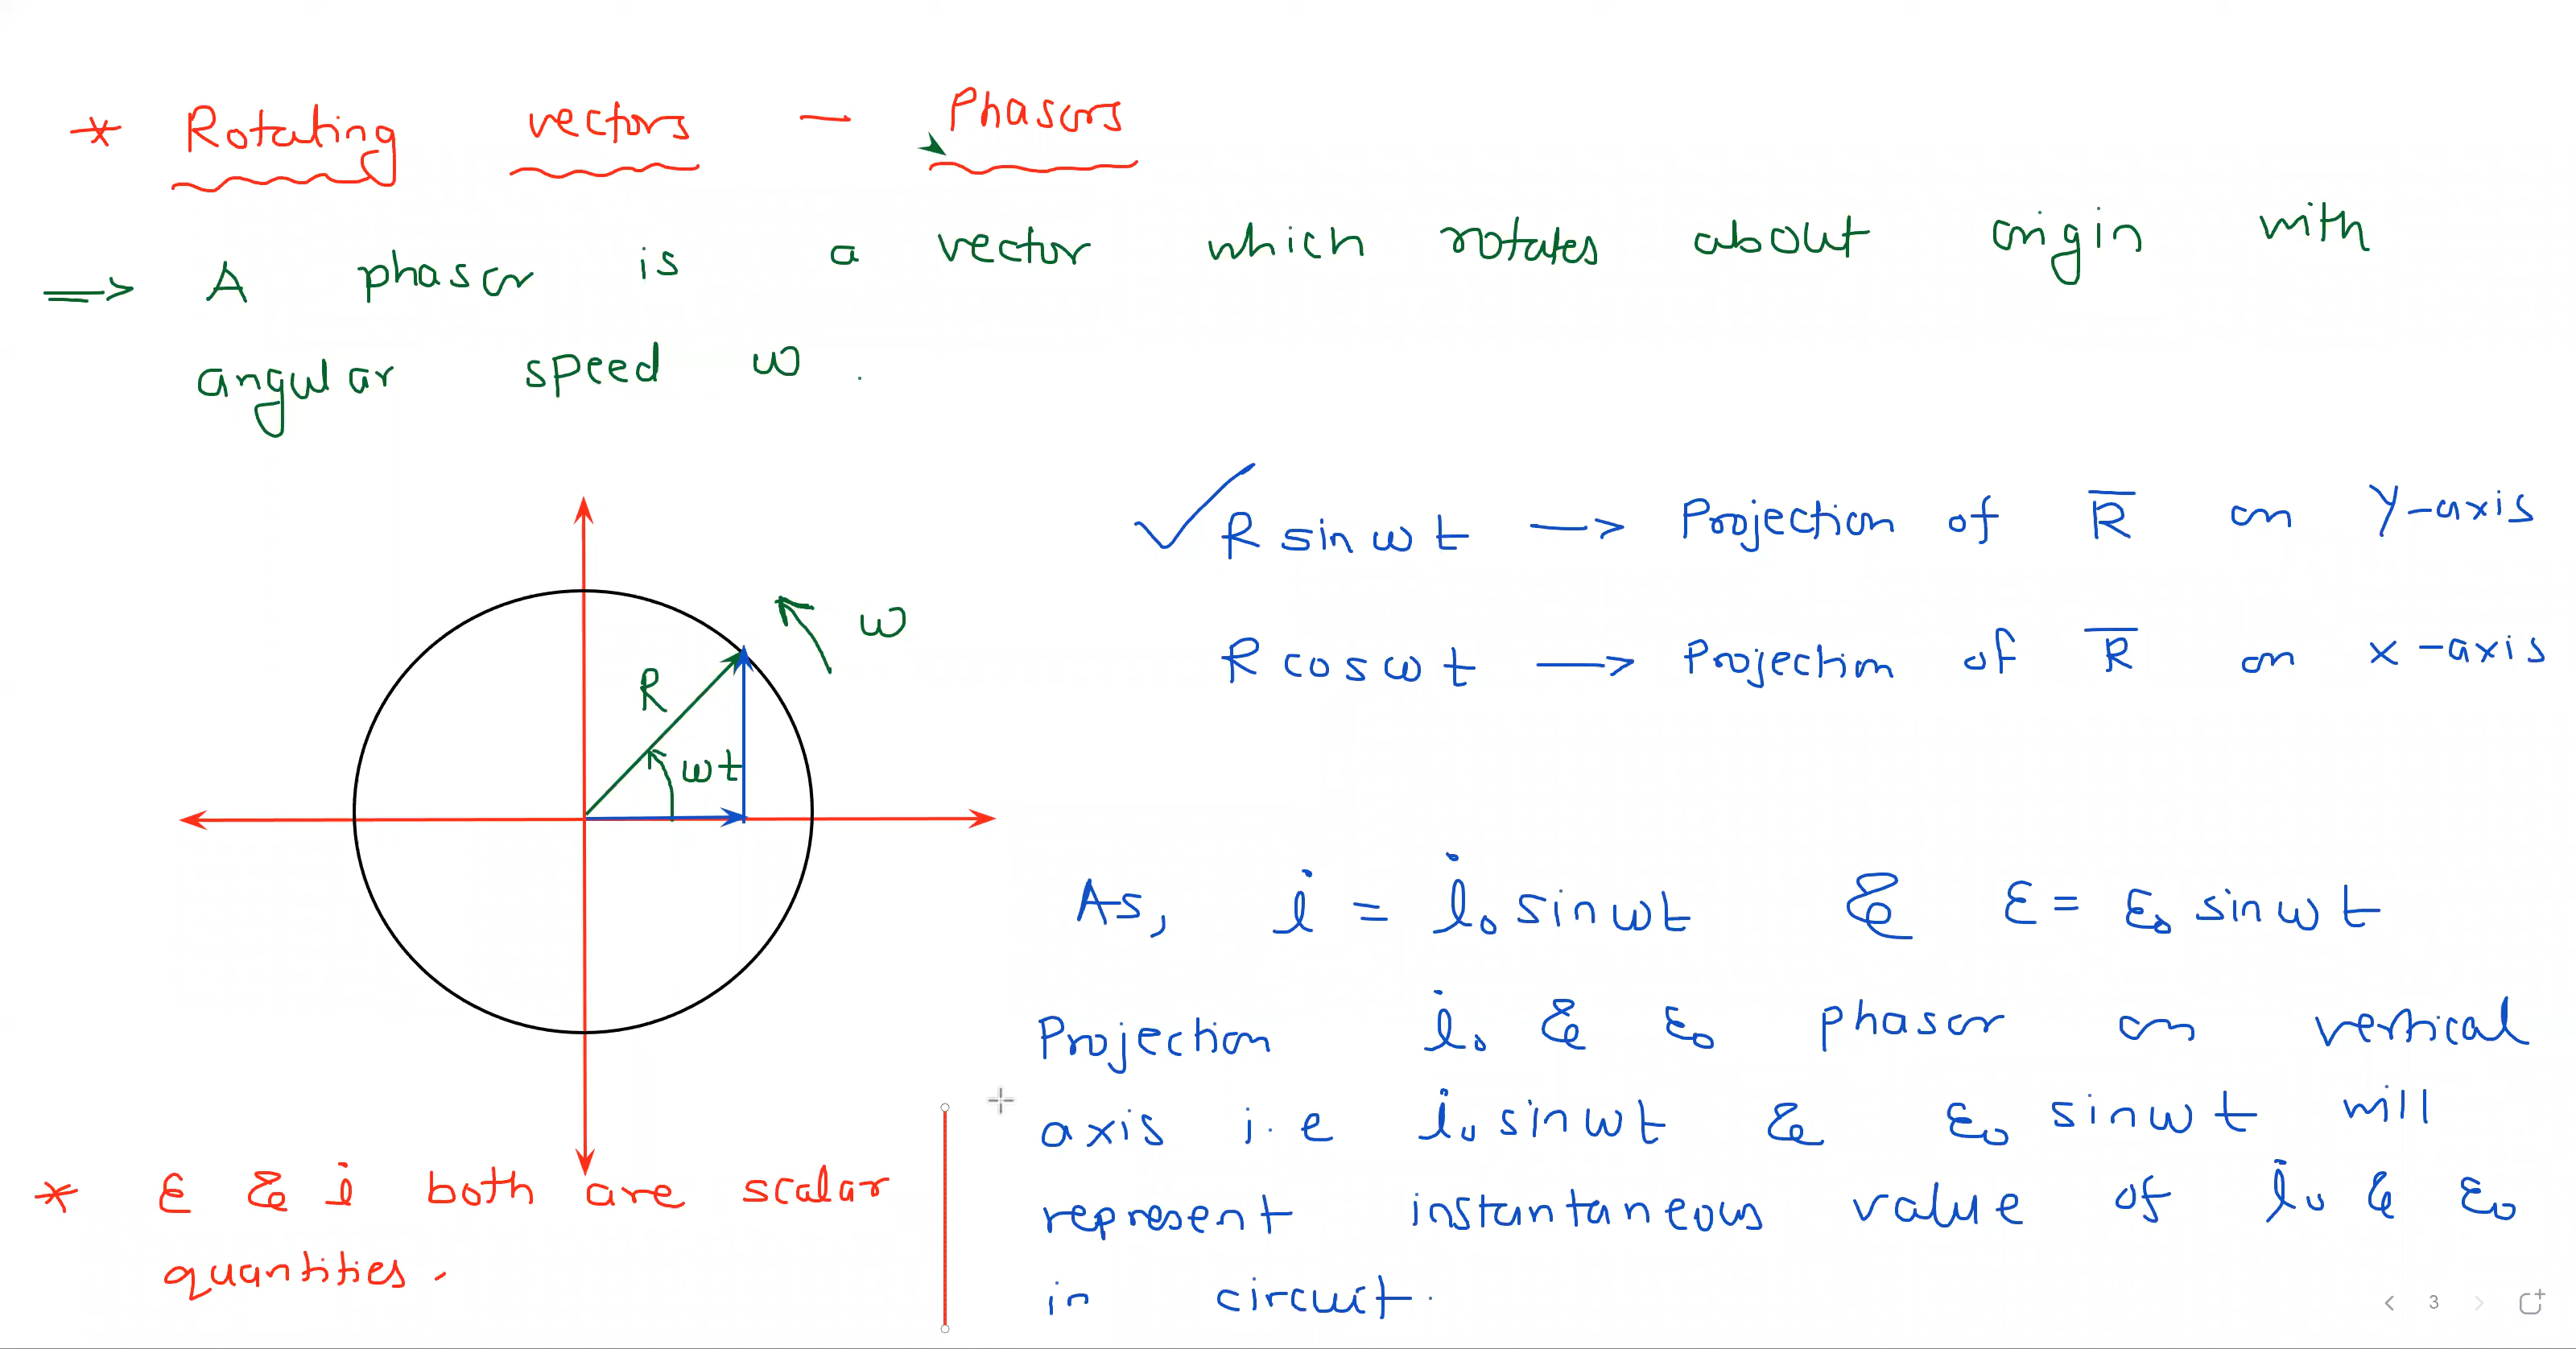 * Rotating vectors - Phasors
=> A phasor is a vector which rotates about origin with
angular speed ω.
✓ R sin ωt —> Projection of R̅ on Y-axis
R cos ωt —> Projection of R̅ on x-axis
ω
R
ωt
As, i = i₀ sin ωt & ε = ε₀ sin ωt
Projection i₀ & ε₀ phasor on vertical
axis i.e i₀ sin ωt & ε₀ sin ωt will
represent instantaneous value of i₀ & ε₀
in circuit.
* ε & i both are scalar
quantities.
3